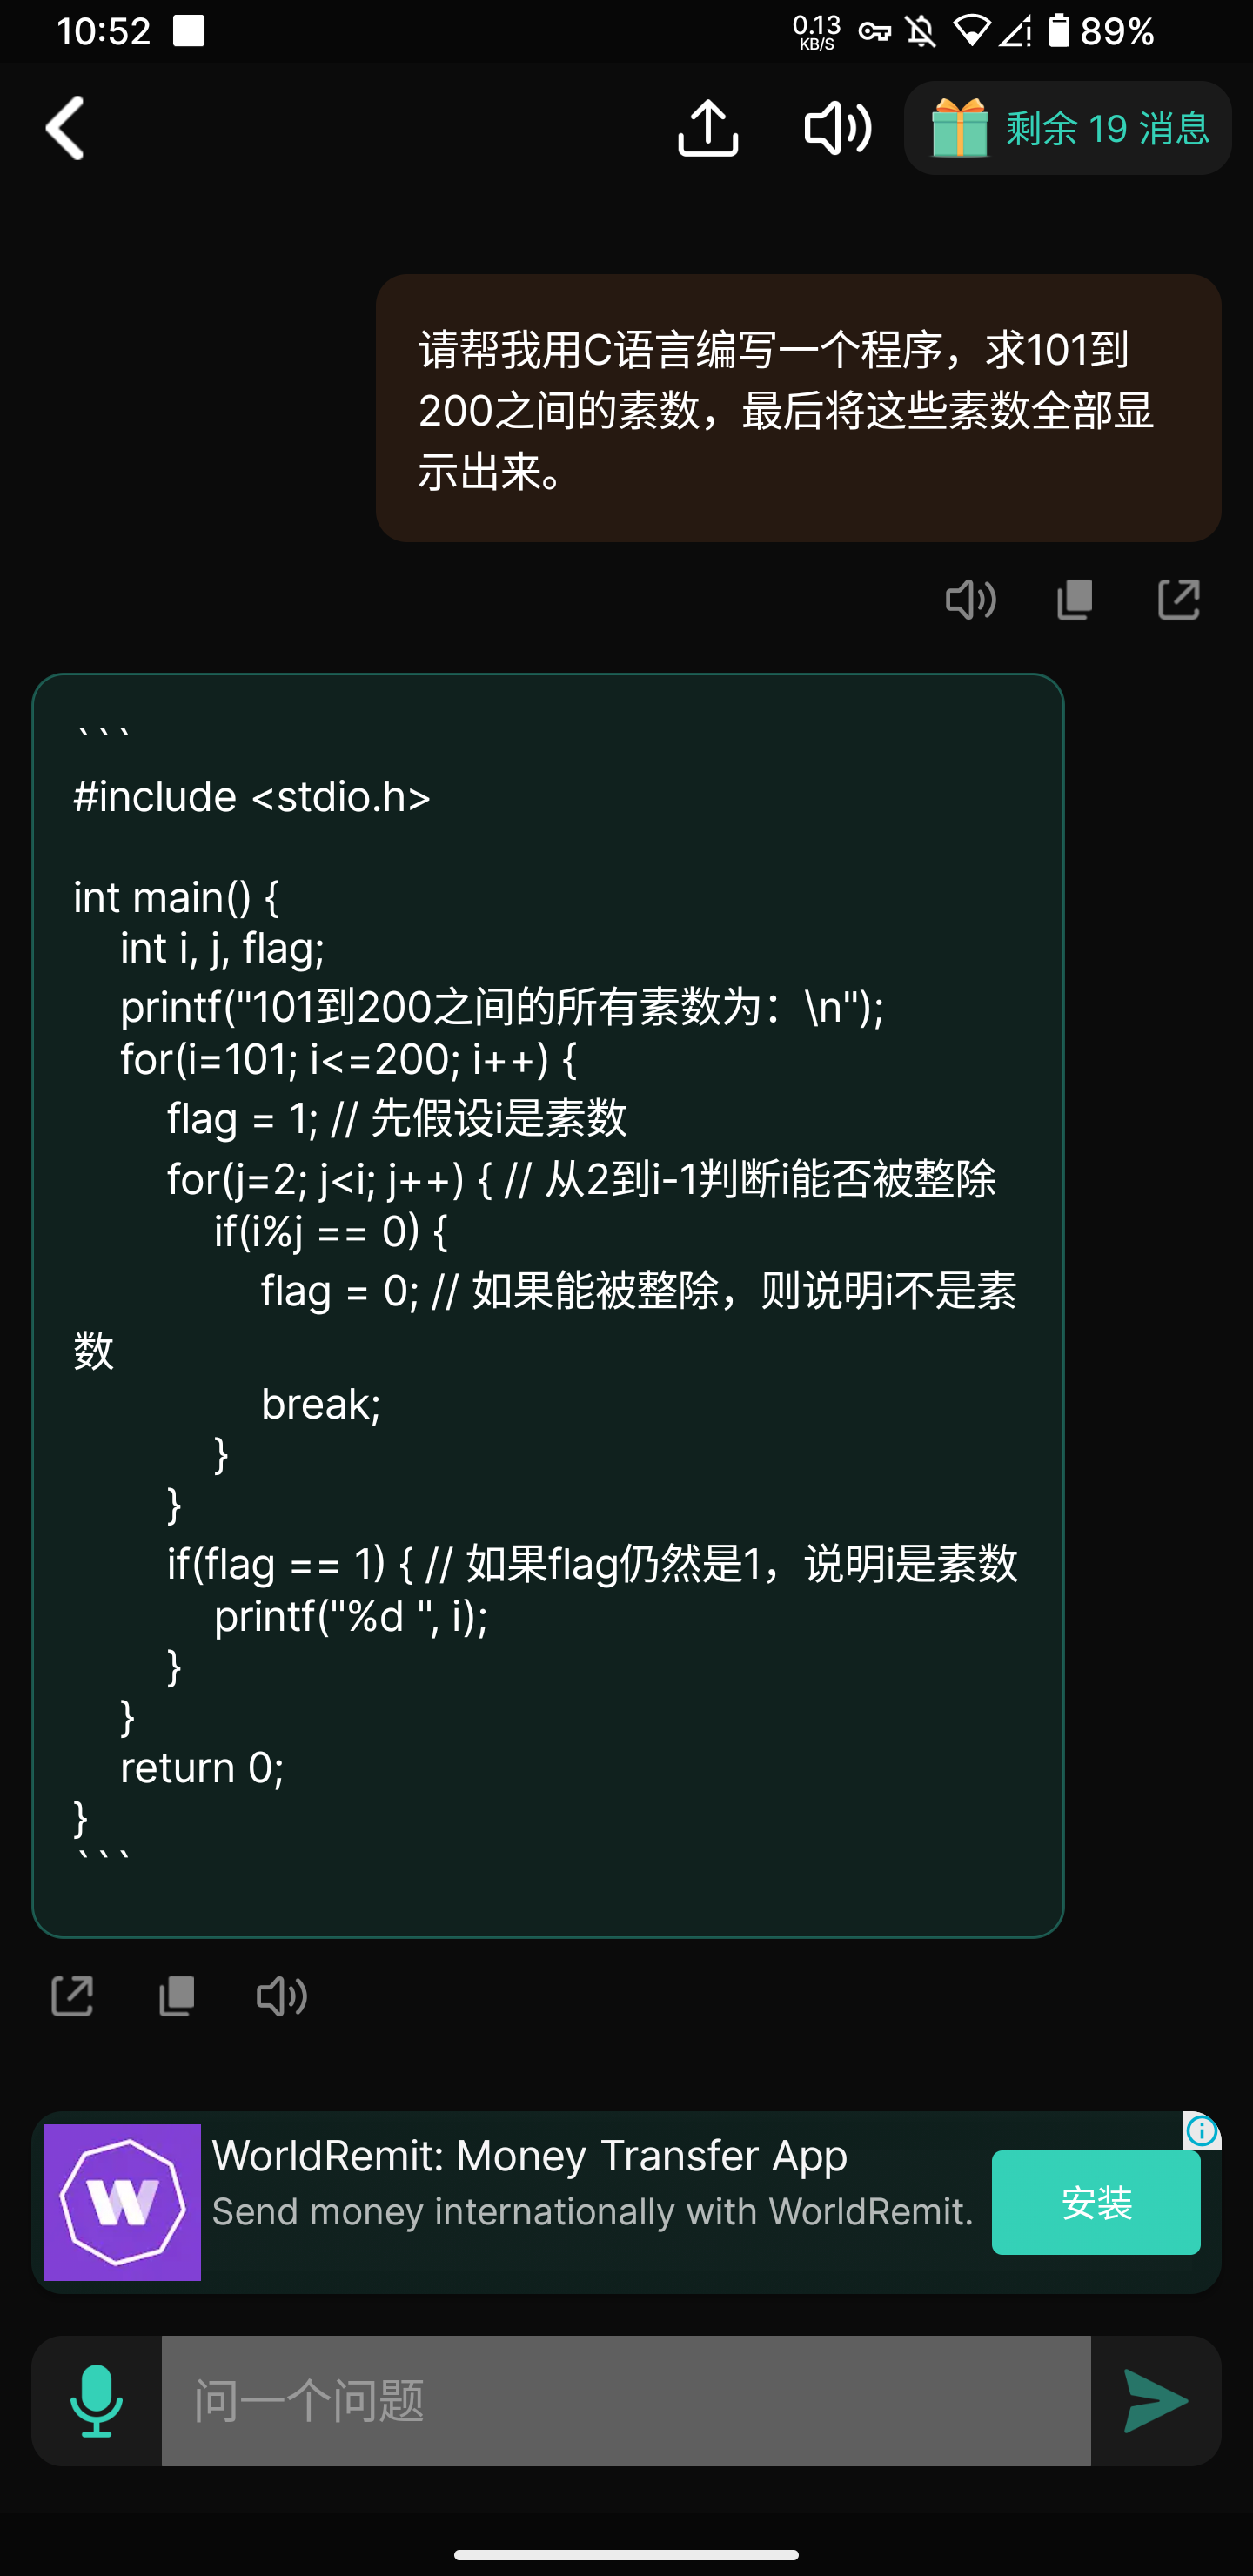 10:52
0.13
KB/S
89%
剩余 19 消息
请帮我用C语言编写一个程序，求101到
200之间的素数，最后将这些素数全部显
示出来。
```
#include <stdio.h>
int main() {
int i, j, flag;
printf("101到200之间的所有素数为：\n");
for(i=101; i<=200; i++) {
flag = 1; // 先假设i是素数
for(j=2; j<i; j++) { // 从2到i-1判断i能否被整除
if(i%j == 0) {
flag = 0; // 如果能被整除，则说明i不是素
数
break;
}
}
if(flag == 1) { // 如果flag仍然是1，说明i是素数
printf("%d ", i);
}
}
return 0;
}
```
W
WorldRemit: Money Transfer App
Send money internationally with WorldRemit.
安装
问一个问题